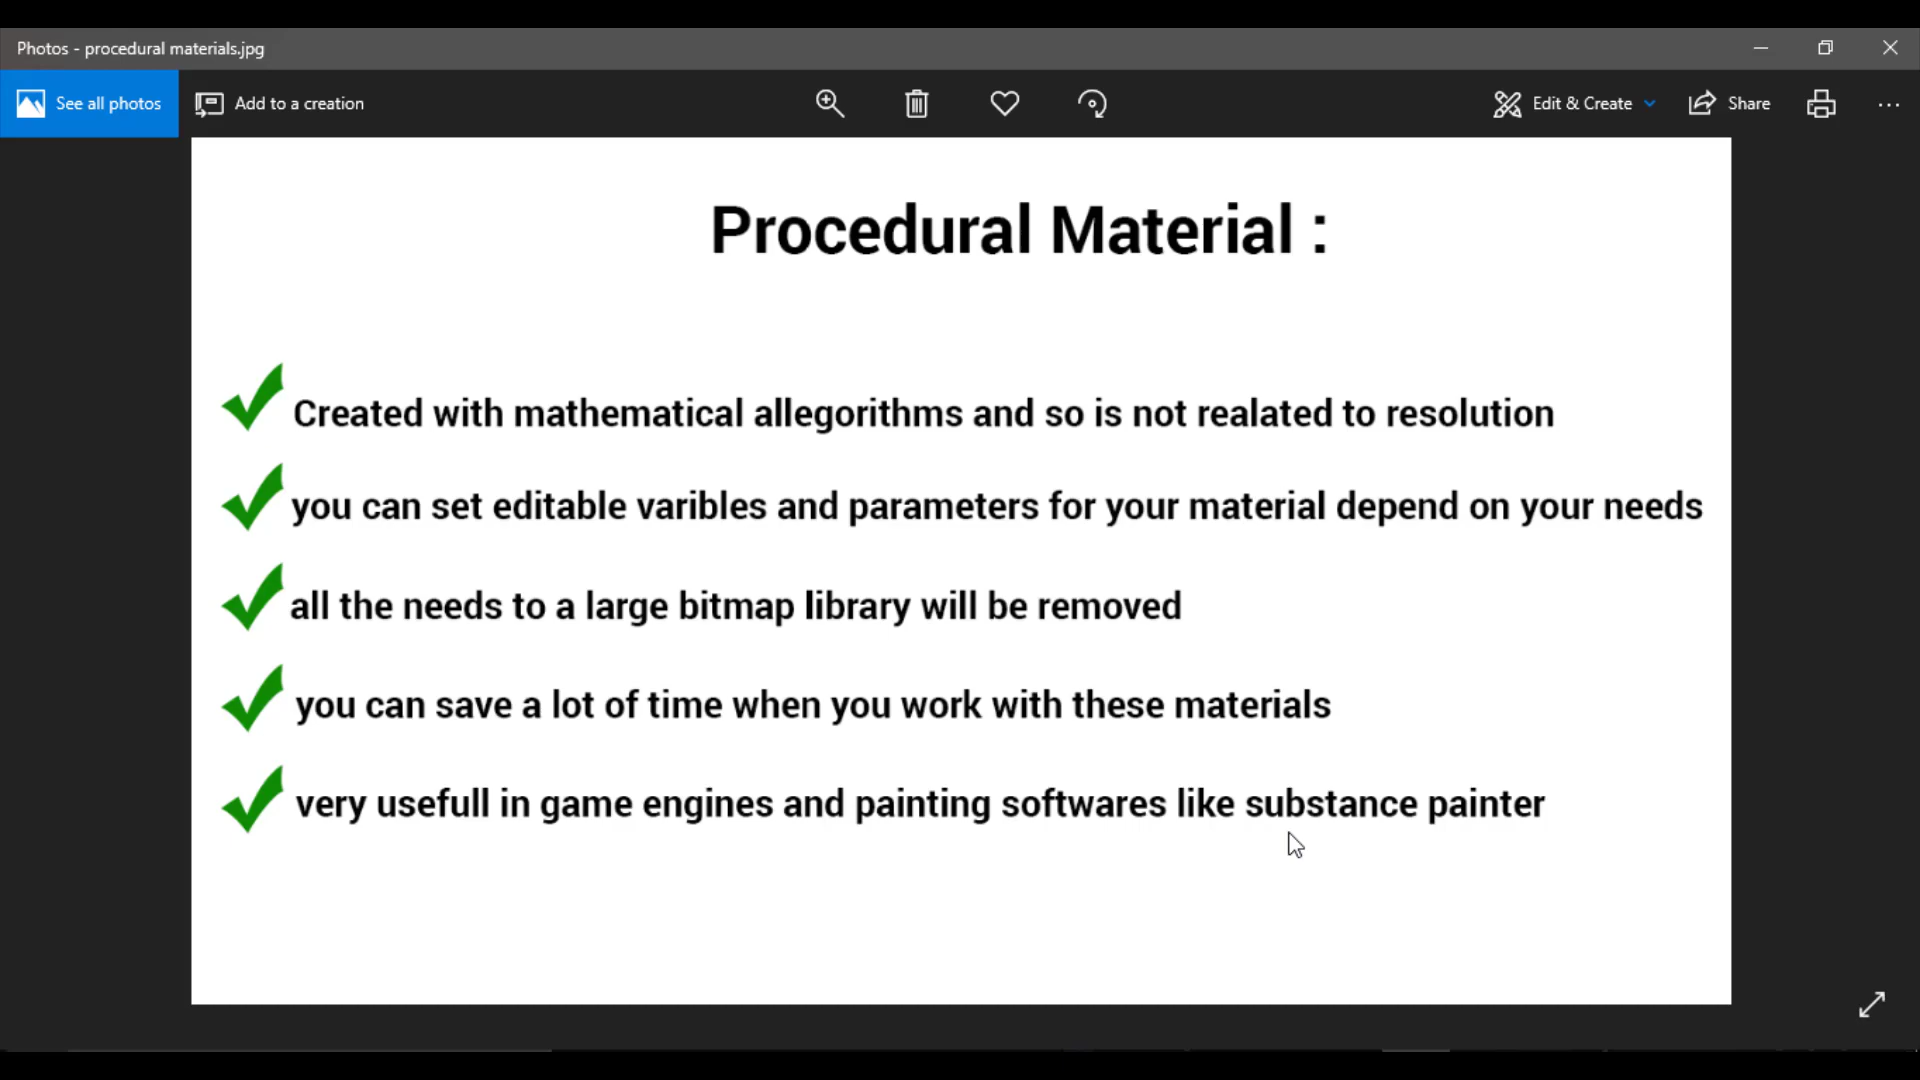 Photos - procedural materials.jpg
See all photos
Add to a creation
Edit & Create
Share
Procedural Material :
Created with mathematical allegorithms and so is not realated to resolution
you can set editable varibles and parameters for your material depend on your needs
all the needs to a large bitmap library will be removed
you can save a lot of time when you work with these materials
very usefull in game engines and painting softwares like substance painter